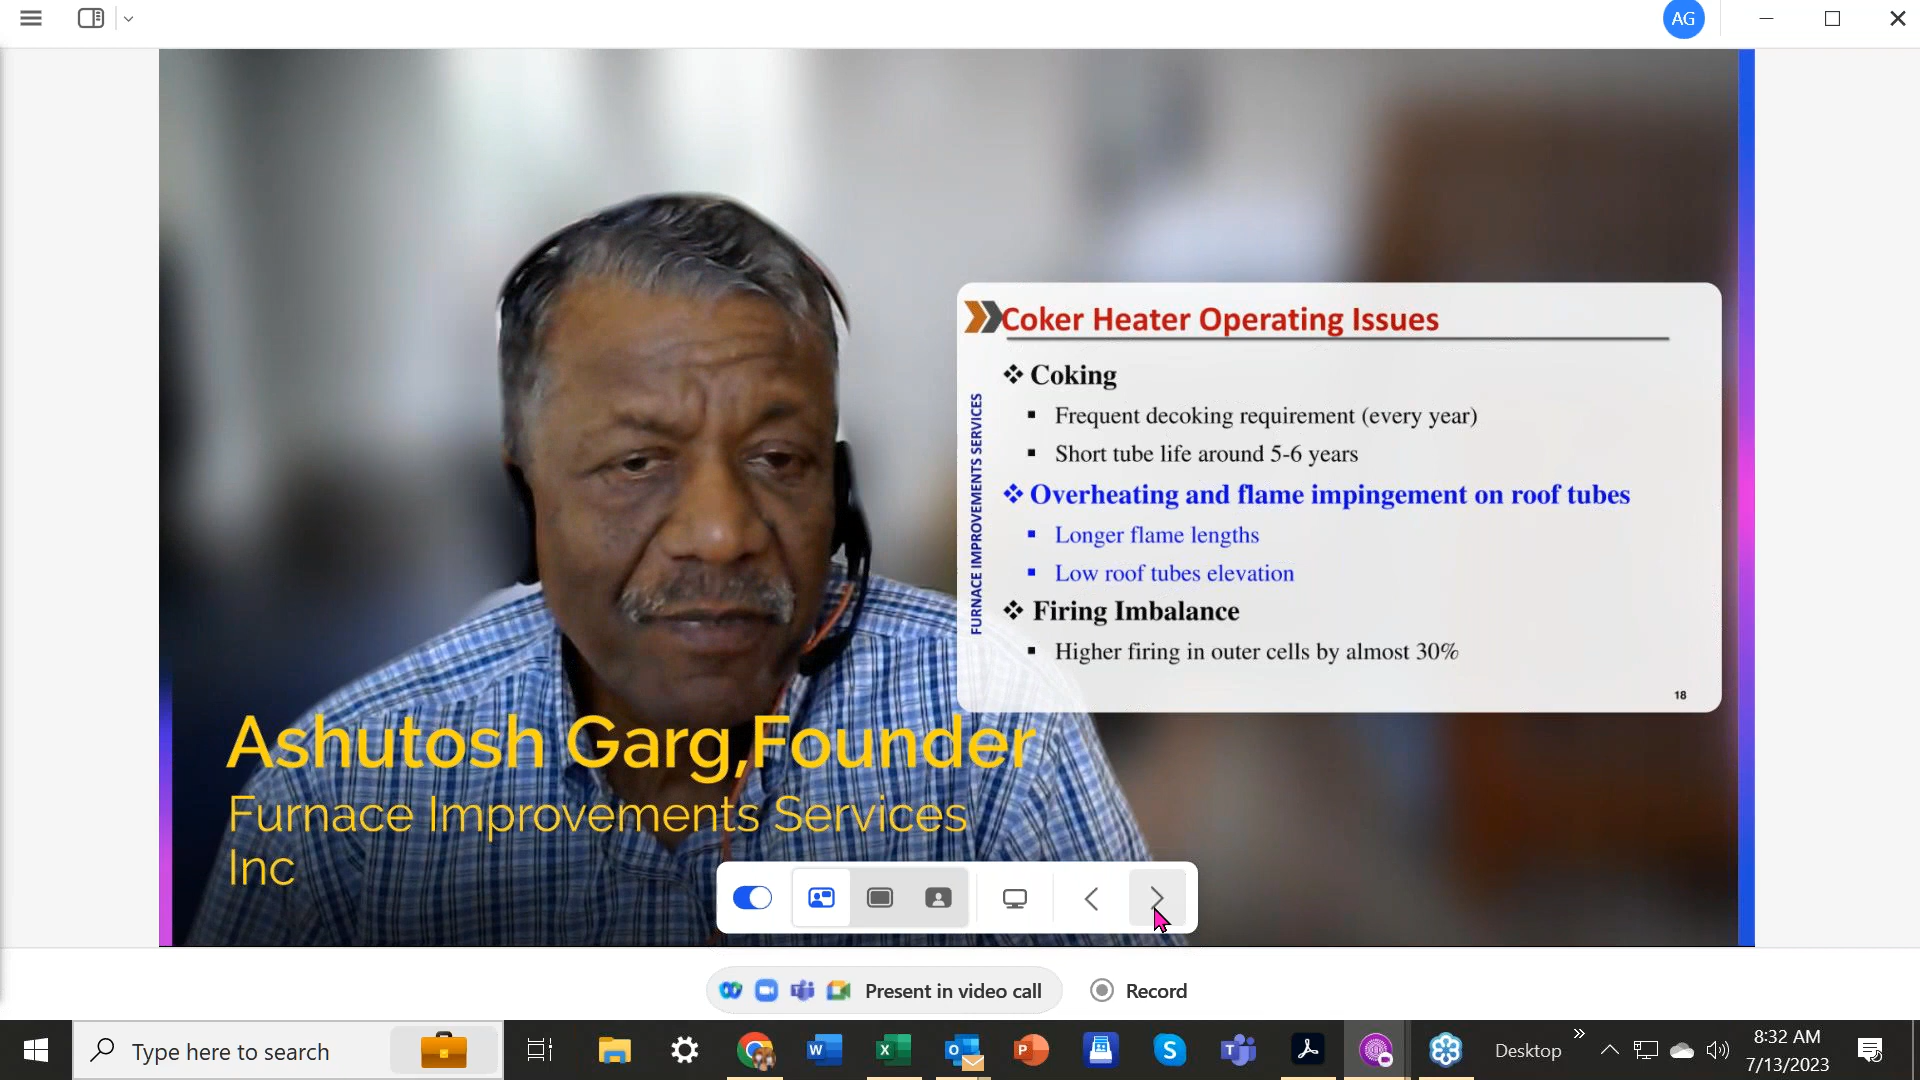 AG
Coker Heater Operating Issues
❖ Coking
▪ Frequent decoking requirement (every year)
▪ Short tube life around 5-6 years
❖ Overheating and flame impingement on roof tubes
▪ Longer flame lengths
▪ Low roof tubes elevation
❖ Firing Imbalance
▪ Higher firing in outer cells by almost 30%
18
FURNACE IMPROVEMENTS SERVICES
Ashutosh Garg,Founder
Furnace Improvements Services
Inc
Present in video call
Record
Type here to search
Desktop
8:32 AM
7/13/2023